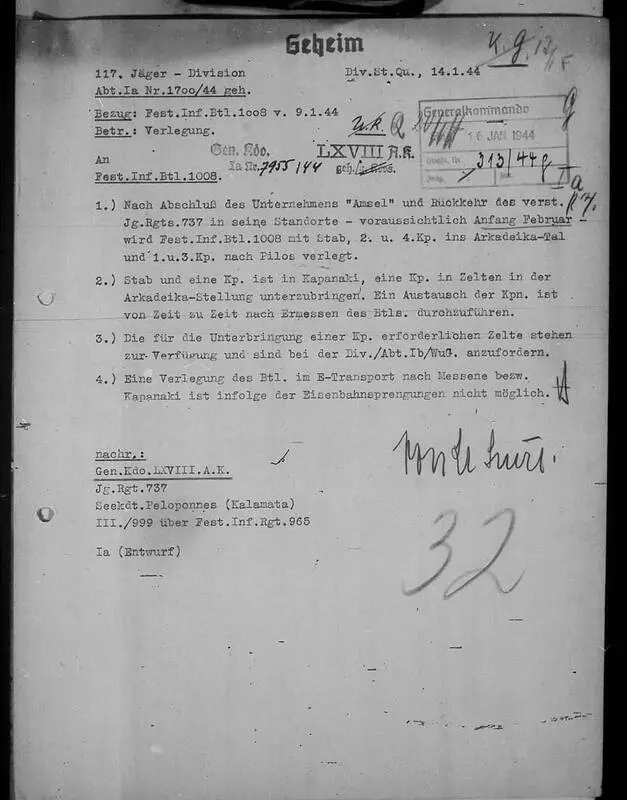 Geheim
117. Jäger - Division
Div.St.Qu., 14.1.44
Abt.Ia Nr.1700/44 geh.
Bezug: Fest.Inf.Btl.1008 v. 9.1.44
Betr.: Verlegung.
Generalkommando
16 JAN. 1944
313/44 g
Gen. Kdo. LXVIII A.K.
Ia Nr. 7955/44 geh.
An
Fest.Inf.Btl.1008.
1.) Nach Abschluß des Unternehmens "Amsel" und Rückkehr des verst.
Jg.Rgts.737 in seine Standorte - voraussichtlich Anfang Februar -
wird Fest.Inf.Btl.1008 mit Stab, 2. u. 4.Kp. ins Arkadeika-Tal
und 1.u.3.Kp. nach Pilos verlegt.
2.) Stab und eine Kp. ist in Kapanaki, eine Kp. in Zelten in der
Arkadeika-Stellung unterzubringen. Ein Austausch der Kpn. ist
von Zeit zu Zeit nach Ermessen des Btls. durchzuführen.
3.) Die für die Unterbringung einer Kp. erforderlichen Zelte stehen
zur Verfügung und sind bei der Div./Abt.Ib/WuG. anzufordern.
4.) Eine Verlegung des Btl. im E-Transport nach Messene bezw.
Kapanaki ist infolge der Eisenbahnsprengungen nicht möglich.
nachr.:
Gen.Kdo.LXVIII.A.K.
Jg.Rgt.737
Seekdt.Peloponnes (Kalamata)
III./999 über Fest.Inf.Rgt.965
Ia (Entwurf)
32